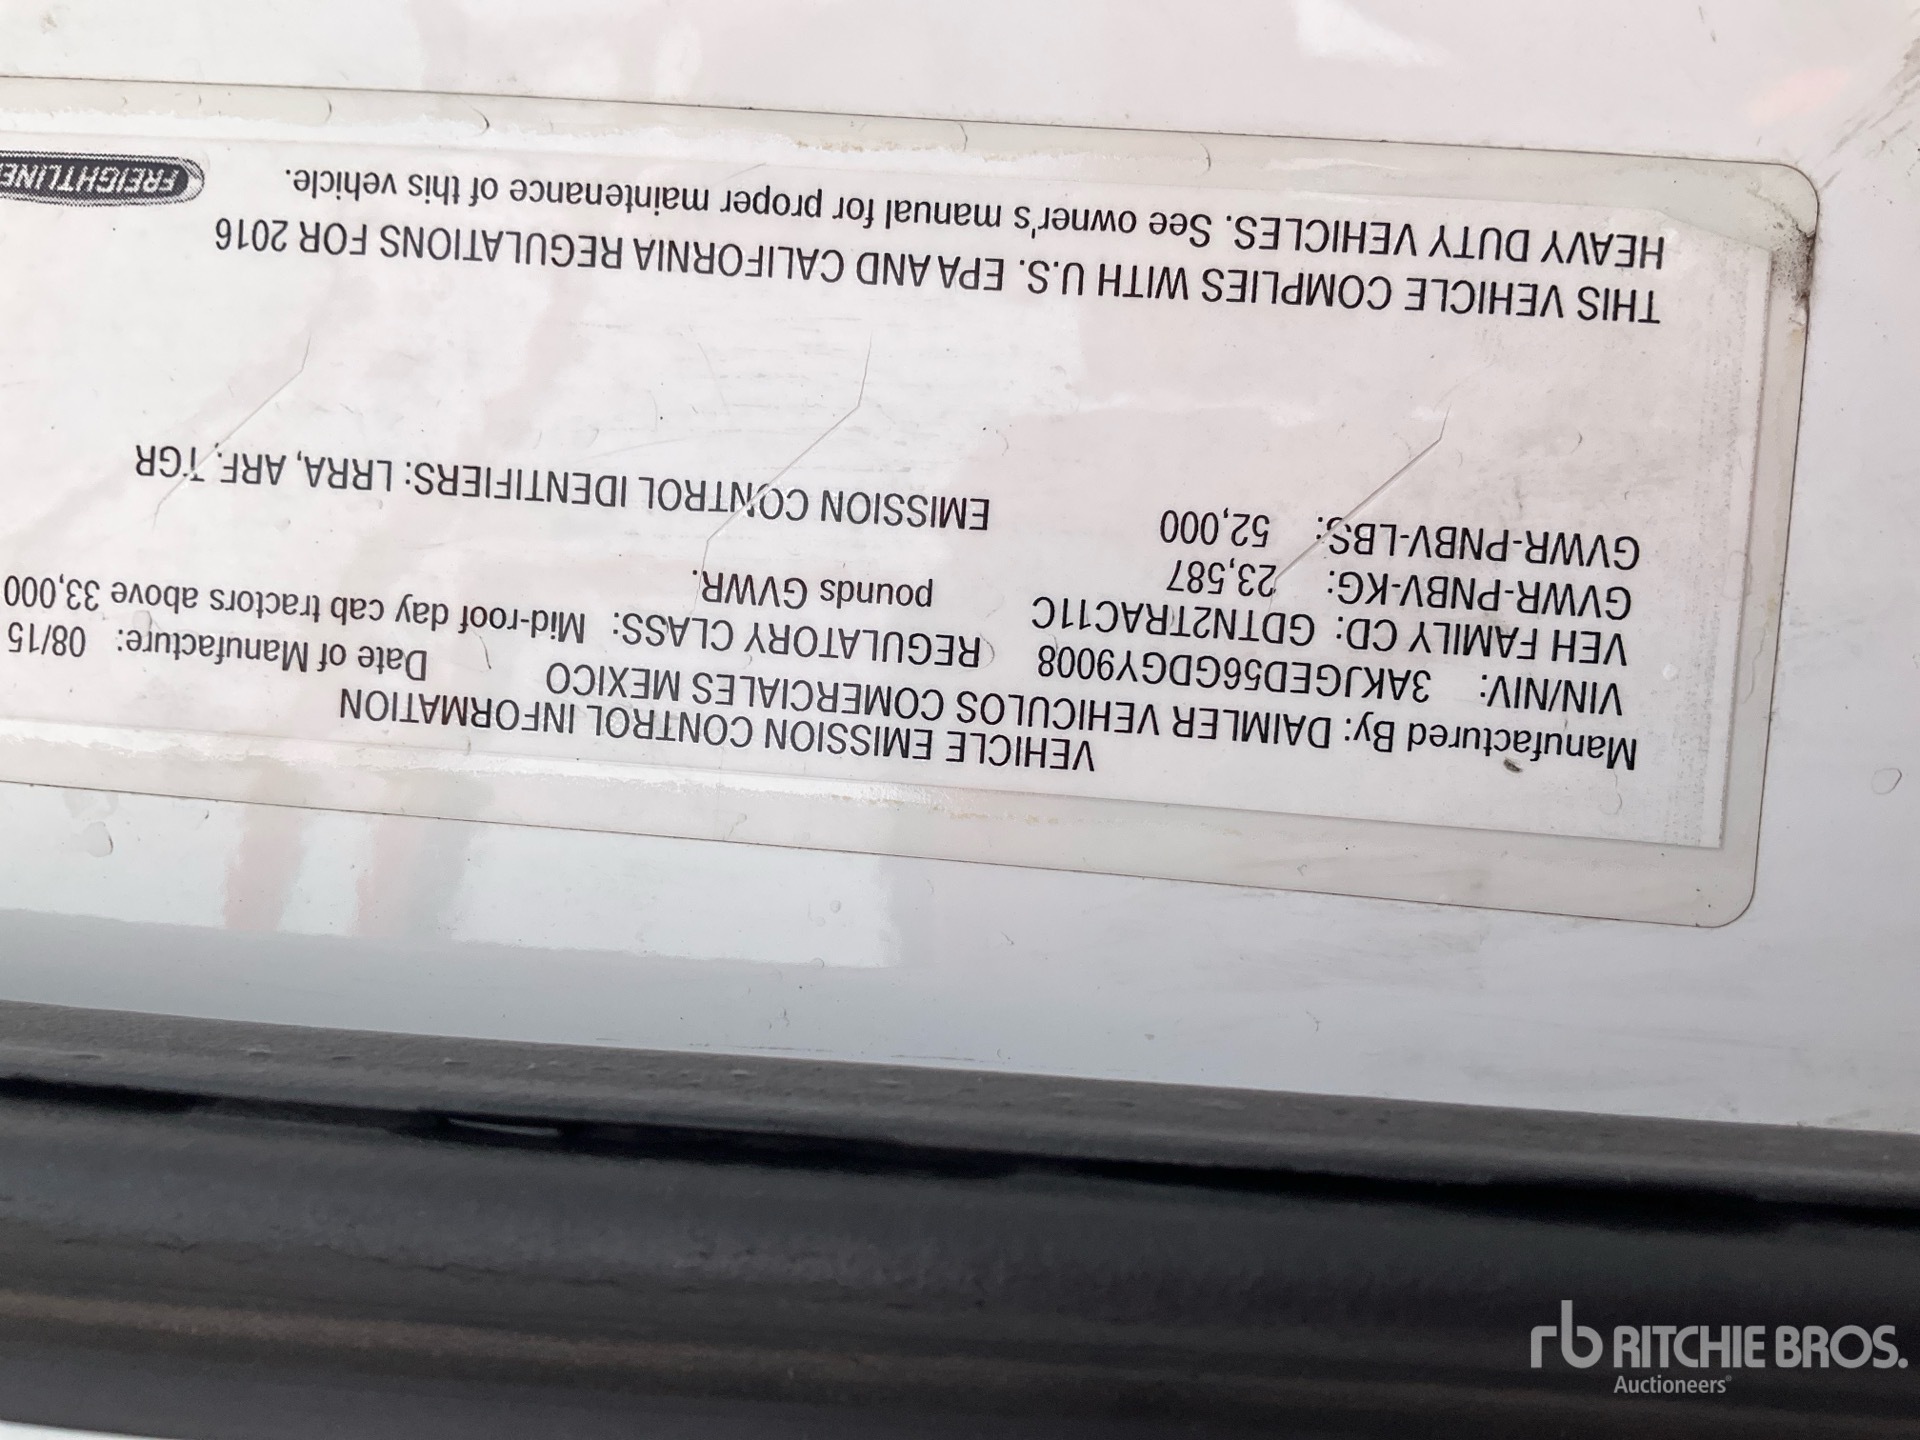 VEHICLE EMISSION CONTROL INFORMATION
Manufactured By: DAIMLER VEHICULOS COMERCIALES MEXICO Date of Manufacture: 08/15
VIN/NIV: 3AKJGED56GDGY9008 REGULATORY CLASS: Mid-roof day cab tractors above 33,000
VEH FAMILY CD: GDTN2TRAC11C pounds GVWR.
GVWR-PNBV-KG: 23,587
GVWR-PNBV-LBS: 52,000 EMISSION CONTROL IDENTIFIERS: LRRA, ARF, TGR
THIS VEHICLE COMPLIES WITH U.S. EPA AND CALIFORNIA REGULATIONS FOR 2016
HEAVY DUTY VEHICLES. See owner's manual for proper maintenance of this vehicle.
FREIGHTLINE
rb RITCHIE BROS.
Auctioneers